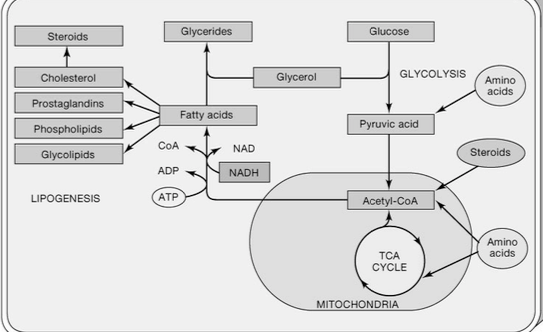 Steroids
Glycerides
Glucose
Cholesterol
Glycerol
GLYCOLYSIS
Amino
acids
Prostaglandins
Fatty acids
Pyruvic acid
Phospholipids
Glycolipids
CoA
NAD
Steroids
ADP
NADH
LIPOGENESIS
ATP
Acetyl-CoA
Amino
acids
TCA
CYCLE
MITOCHONDRIA